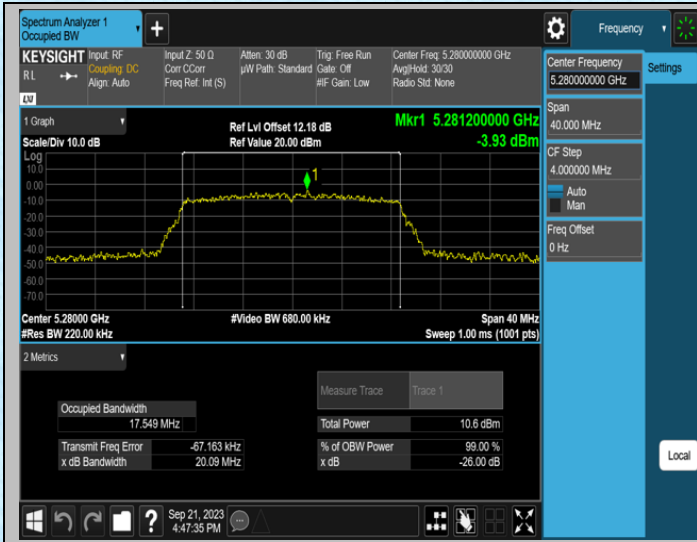 Spectrum Analyzer 1
Occupied BW
Frequency
KEYSIGHT
RL
LXI
Input: RF
Coupling: DC
Align: Auto
Input Z: 50 Ω
Corr CCorr
Freq Ref: Int (S)
Atten: 30 dB
µW Path: Standard
Trig: Free Run
Gate: Off
#IF Gain: Low
Center Freq: 5.280000000 GHz
Avg|Hold: 30/30
Radio Std: None
Center Frequency
5.280000000 GHz
Settings
Span
40.000 MHz
CF Step
4.000000 MHz
Auto
Man
Freq Offset
0 Hz
Local
1 Graph
Scale/Div 10.0 dB
Ref Lvl Offset 12.18 dB
Ref Value 20.00 dBm
Mkr1 5.281200000 GHz
-3.93 dBm
Log
10.0
0.00
-10.0
-20.0
-30.0
-40.0
-50.0
-60.0
-70.0
1
Center 5.28000 GHz
#Video BW 680.00 kHz
Span 40 MHz
#Res BW 220.00 kHz
Sweep 1.00 ms (1001 pts)
2 Metrics
Measure Trace
Trace 1
Occupied Bandwidth
17.549 MHz
Total Power
10.6 dBm
Transmit Freq Error
-67.163 kHz
% of OBW Power
99.00 %
x dB Bandwidth
20.09 MHz
x dB
-26.00 dB
?
Sep 21, 2023
4:47:35 PM